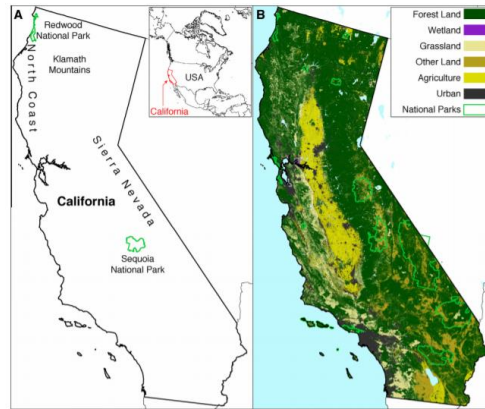 A
Redwood
National Park
North Coast
Klamath
Mountains
USA
California
Sierra Nevada
California
Sequoia
National Park
B
Forest Land
Wetland
Grassland
Other Land
Agriculture
Urban
National Parks